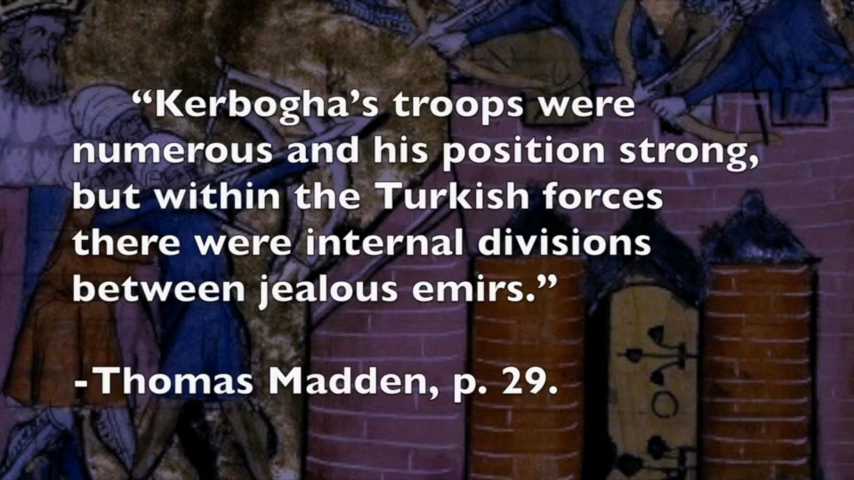 “Kerbogha’s troops were
numerous and his position strong,
but within the Turkish forces
there were internal divisions
between jealous emirs.”
-Thomas Madden, p. 29.